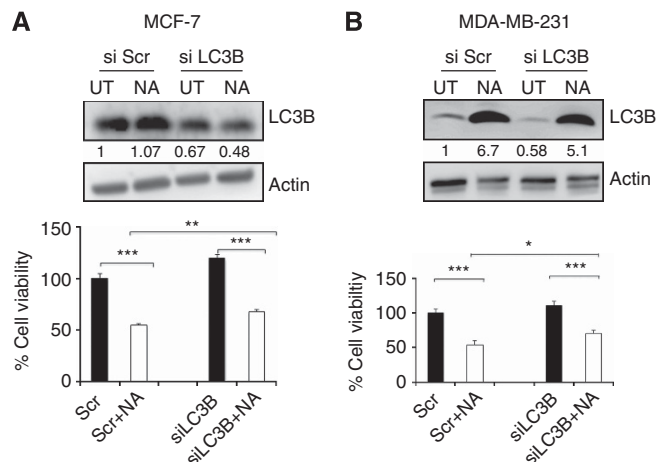 A MCF-7
si Scr si LC3B
UT NA UT NA
LC3B
1 1.07 0.67 0.48
Actin
150
100
50
0
% Cell viability
***
**
***
Scr
Scr+NA
siLC3B
siLC3B+NA
B MDA-MB-231
si Scr si LC3B
UT NA UT NA
LC3B
1 6.7 0.58 5.1
Actin
150
100
50
0
% Cell viabiltiy
***
*
***
Scr
Scr+NA
siLC3B
siLC3B+NA